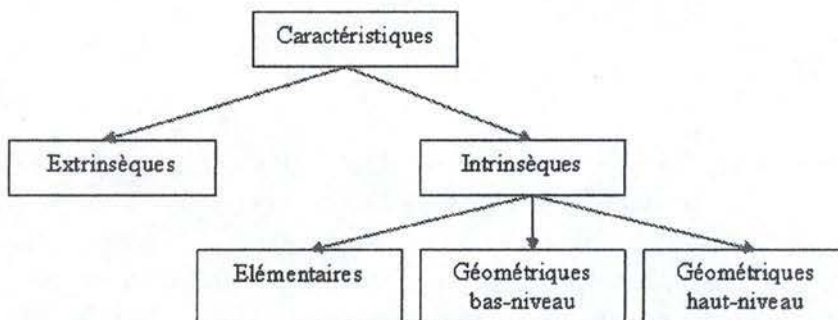 Caractéristiques
Extrinsèques
Intrinsèques
Elémentaires
Géométriques
bas-niveau
Géométriques
haut-niveau